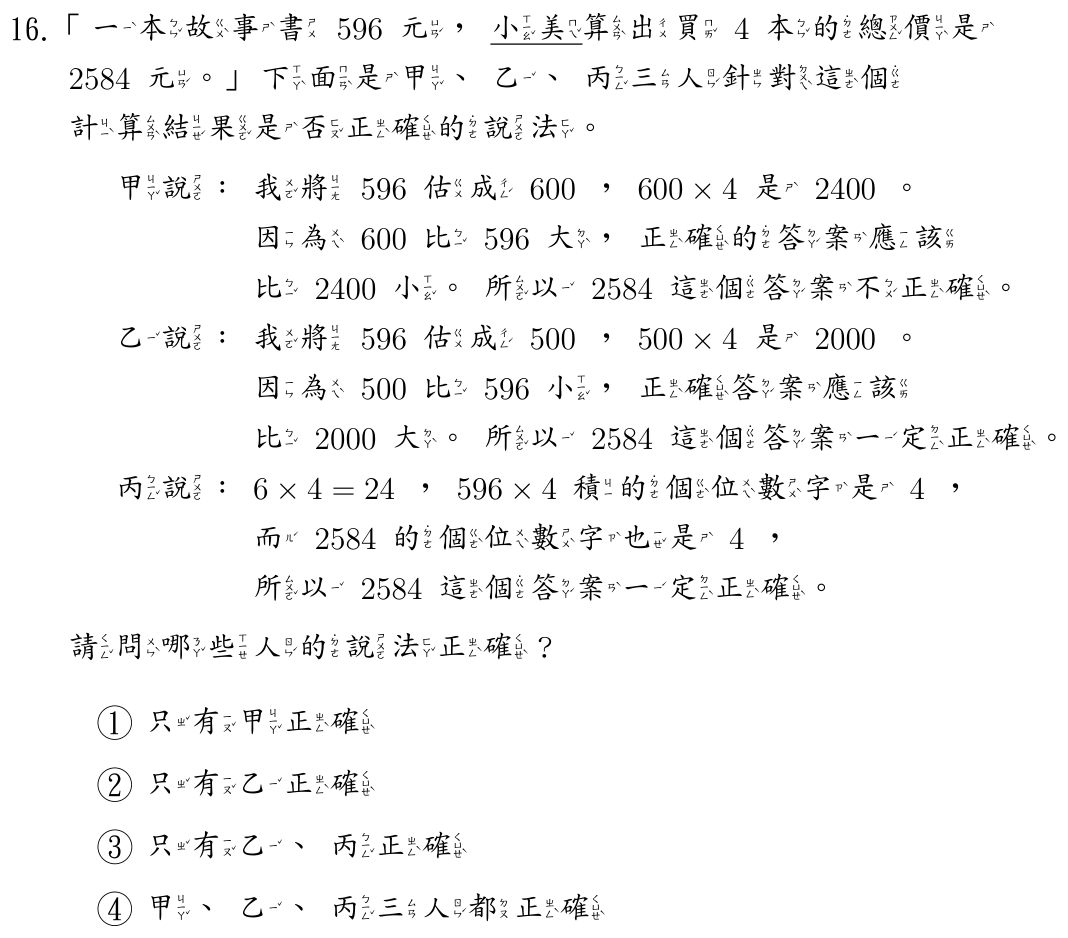 16.「一本故事書 596 元，小美算出買 4 本的總價是
2584 元。」下面是甲、乙、丙三人針對這個
計算結果是否正確的說法。
甲說： 我將 596 估成 600 ，600 × 4 是 2400 。
因為 600 比 596 大，正確的答案應該
比 2400 小。所以 2584 這個答案不正確。
乙說： 我將 596 估成 500 ，500 × 4 是 2000 。
因為 500 比 596 小，正確答案應該
比 2000 大。所以 2584 這個答案一定正確。
丙說： 6 × 4 = 24 ，596 × 4 積的個位數字是 4 ，
而 2584 的個位數字也是 4 ，
所以 2584 這個答案一定正確。
請問哪些人的說法正確？
① 只有甲正確
② 只有乙正確
③ 只有乙、丙正確
④ 甲、乙、丙三人都正確